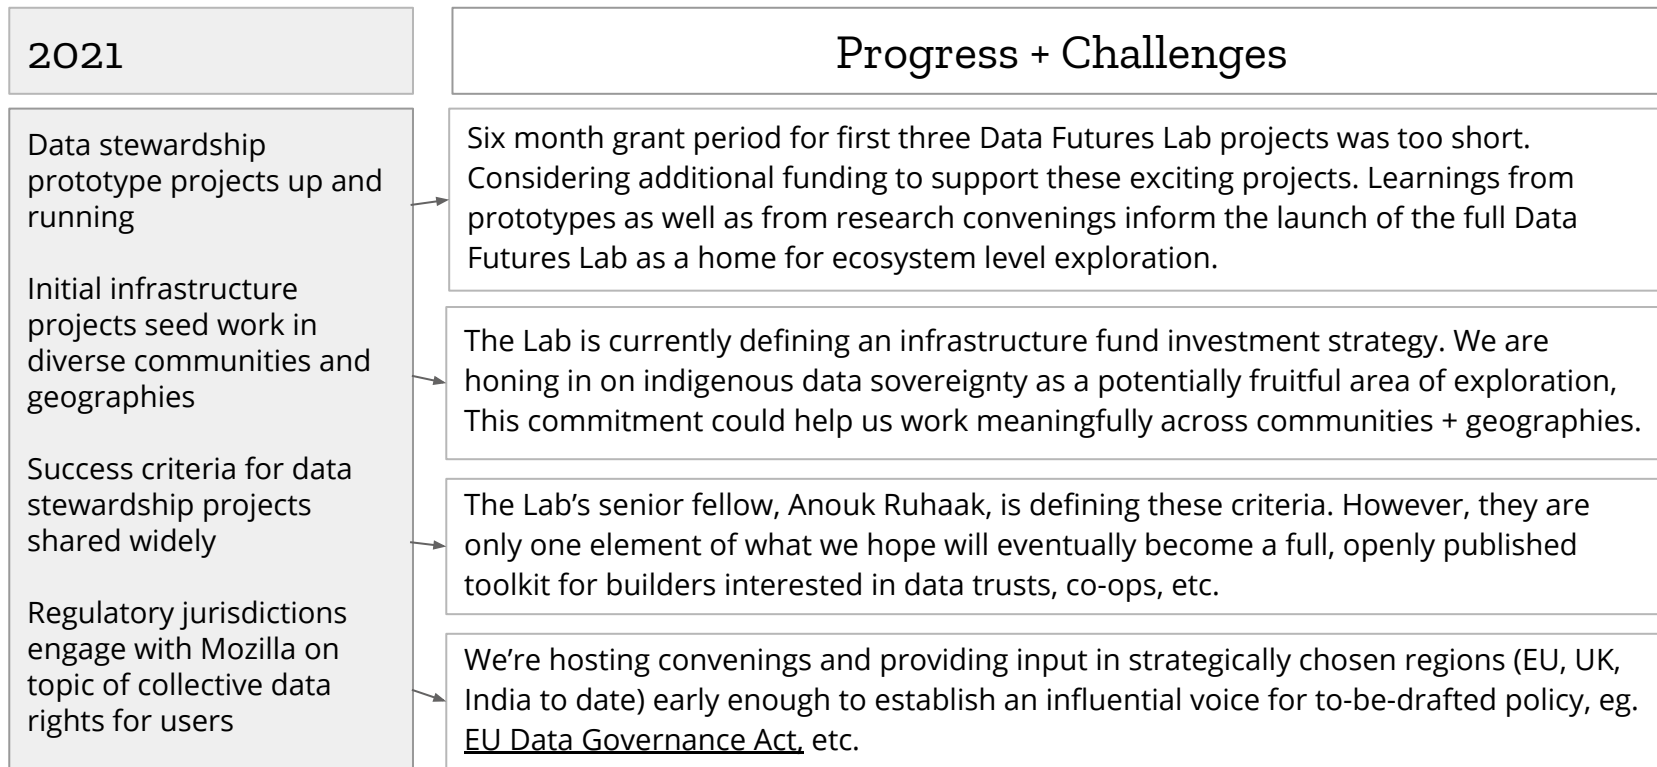 2021
Progress + Challenges
Data stewardship
prototype projects up and
running
Initial infrastructure
projects seed work in
diverse communities and
geographies
Success criteria for data
stewardship projects
shared widely
Regulatory jurisdictions
engage with Mozilla on
topic of collective data
rights for users
Six month grant period for first three Data Futures Lab projects was too short.
Considering additional funding to support these exciting projects. Learnings from
prototypes as well as from research convenings inform the launch of the full Data
Futures Lab as a home for ecosystem level exploration.
The Lab is currently defining an infrastructure fund investment strategy. We are
honing in on indigenous data sovereignty as a potentially fruitful area of exploration,
This commitment could help us work meaningfully across communities + geographies.
The Lab’s senior fellow, Anouk Ruhaak, is defining these criteria. However, they are
only one element of what we hope will eventually become a full, openly published
toolkit for builders interested in data trusts, co-ops, etc.
We’re hosting convenings and providing input in strategically chosen regions (EU, UK,
India to date) early enough to establish an influential voice for to-be-drafted policy, eg.
EU Data Governance Act, etc.